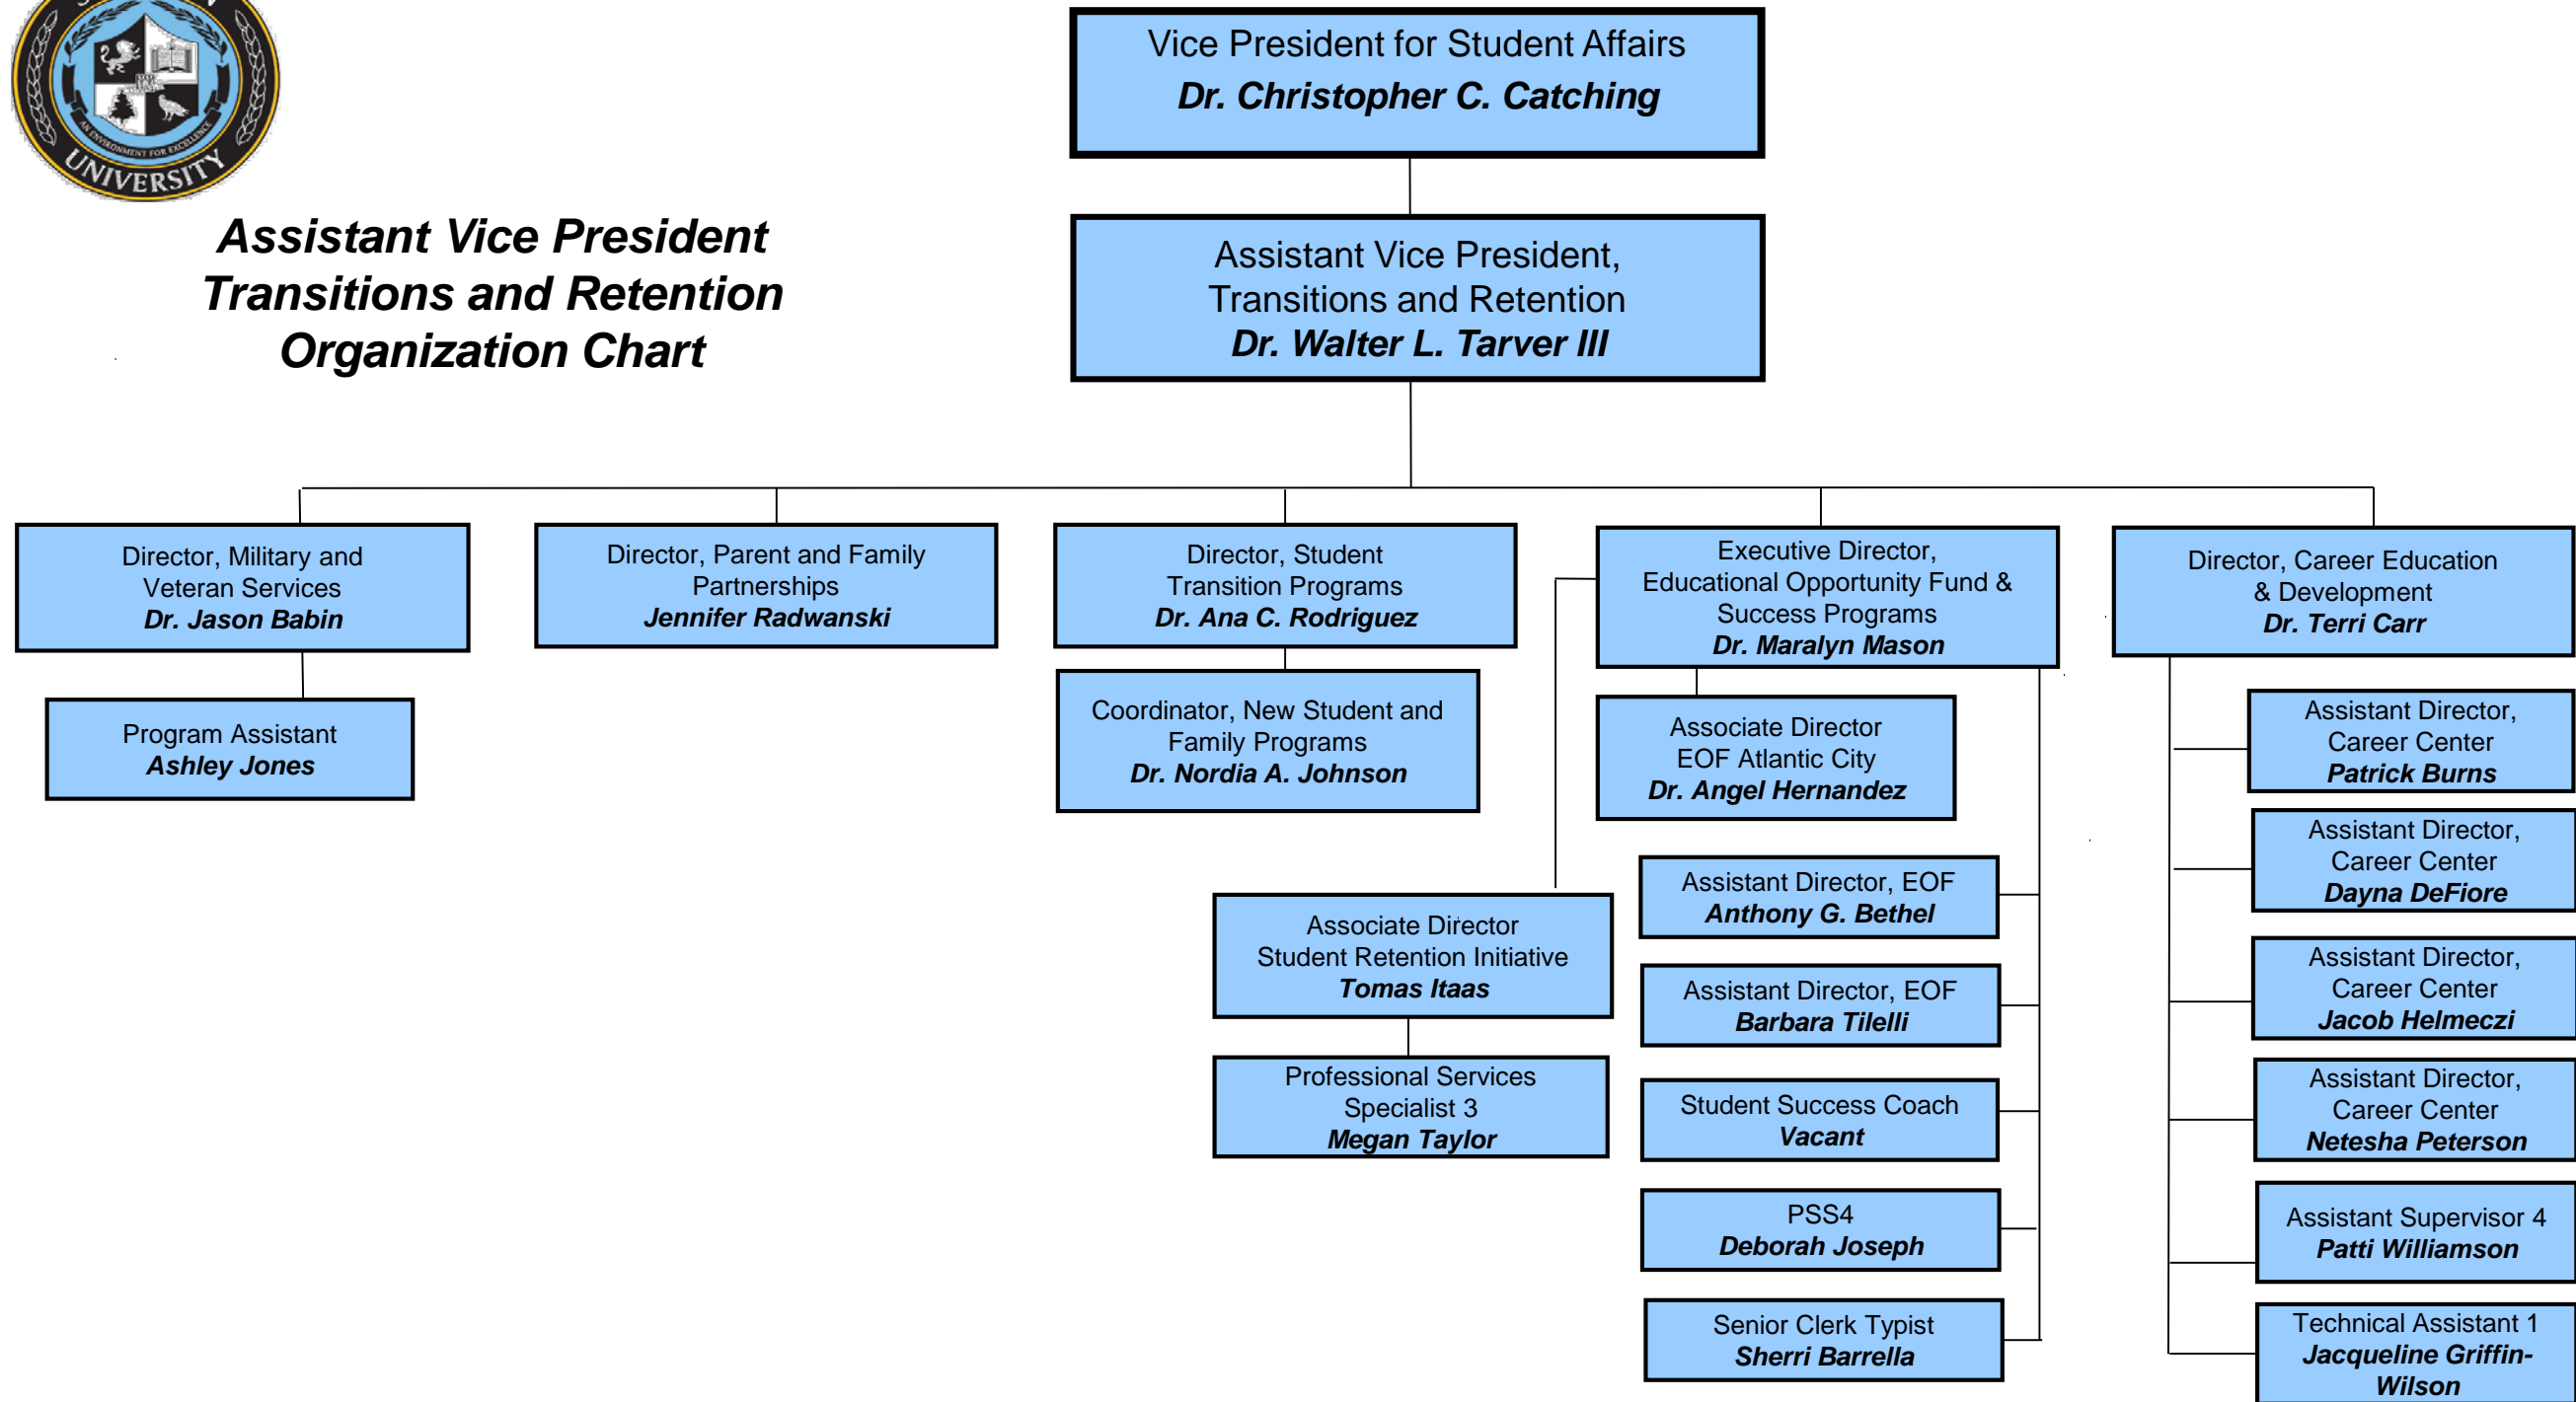 AN ENVIRONMENT FOR EXCELLENCE
UNIVERSITY
Assistant Vice President
Transitions and Retention
Organization Chart
Vice President for Student Affairs
Dr. Christopher C. Catching
Assistant Vice President,
Transitions and Retention
Dr. Walter L. Tarver III
Director, Military and
Veteran Services
Dr. Jason Babin
Program Assistant
Ashley Jones
Director, Parent and Family
Partnerships
Jennifer Radwanski
Director, Student
Transition Programs
Dr. Ana C. Rodriguez
Coordinator, New Student and
Family Programs
Dr. Nordia A. Johnson
Executive Director,
Educational Opportunity Fund &
Success Programs
Dr. Maralyn Mason
Associate Director
EOF Atlantic City
Dr. Angel Hernandez
Associate Director
Student Retention Initiative
Tomas Itaas
Professional Services
Specialist 3
Megan Taylor
Assistant Director, EOF
Anthony G. Bethel
Assistant Director, EOF
Barbara Tilelli
Student Success Coach
Vacant
PSS4
Deborah Joseph
Senior Clerk Typist
Sherri Barrella
Director, Career Education
& Development
Dr. Terri Carr
Assistant Director,
Career Center
Patrick Burns
Assistant Director,
Career Center
Dayna DeFiore
Assistant Director,
Career Center
Jacob Helmeczi
Assistant Director,
Career Center
Netesha Peterson
Assistant Supervisor 4
Patti Williamson
Technical Assistant 1
Jacqueline Griffin-
Wilson